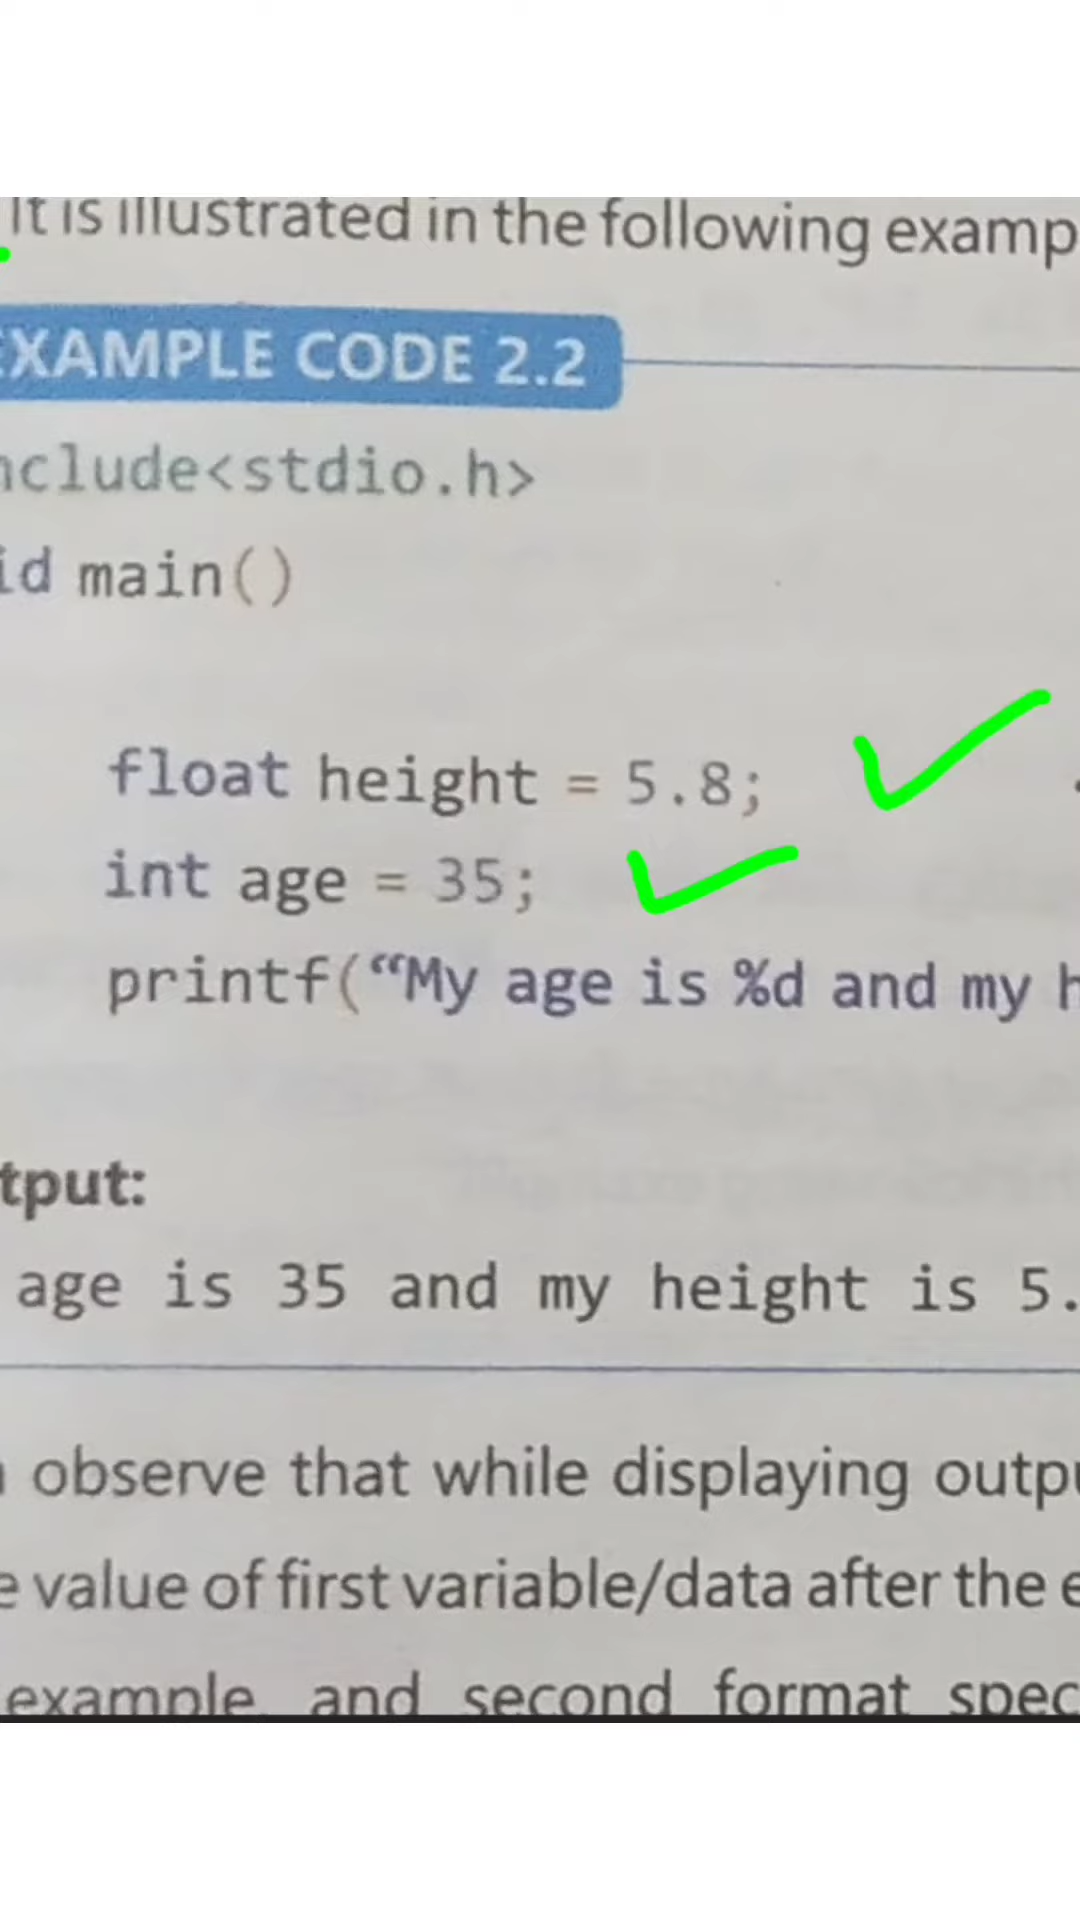 It is illustrated in the following examp
EXAMPLE CODE 2.2
nclude<stdio.h>
id main()
float height = 5.8;
int age = 35;
printf(“My age is %d and my h
tput:
age is 35 and my height is 5.
observe that while displaying outpu
e value of first variable/data after the e
example, and second format spec